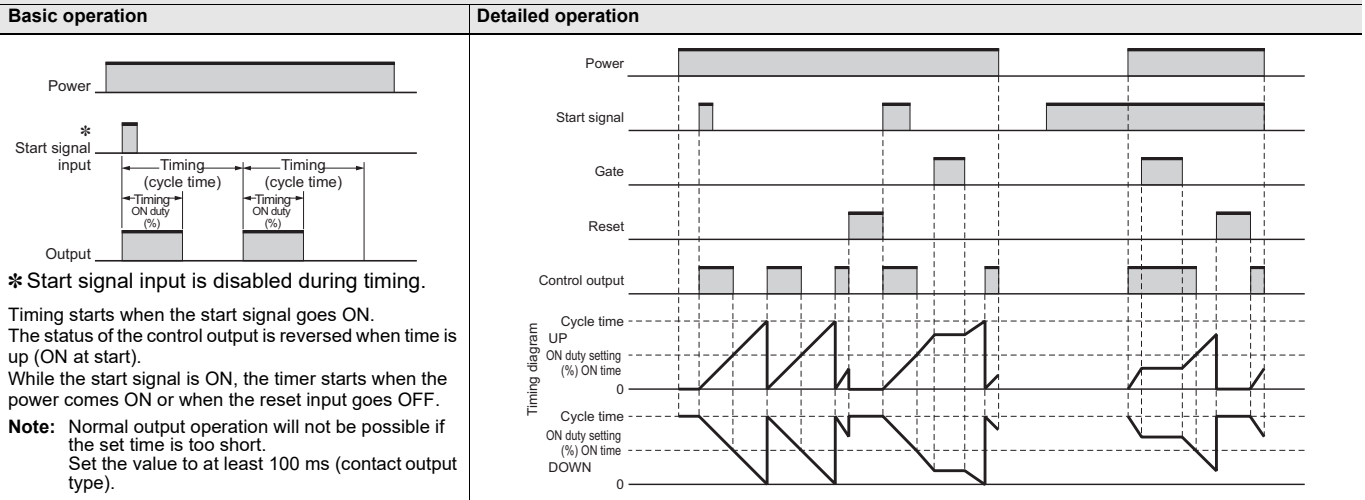 Basic operation
Power
✽
Start signal
input
Timing
(cycle time)
Timing
(cycle time)
Timing
ON duty
(%)
Timing
ON duty
(%)
Output
✽ Start signal input is disabled during timing.
Timing starts when the start signal goes ON.
The status of the control output is reversed when time is
up (ON at start).
While the start signal is ON, the timer starts when the
power comes ON or when the reset input goes OFF.
Note: Normal output operation will not be possible if
the set time is too short.
Set the value to at least 100 ms (contact output
type).
Detailed operation
Power
Start signal
Gate
Reset
Control output
Timing diagram
Cycle time
UP
ON duty setting
(%) ON time
0
Cycle time
ON duty setting
(%) ON time
DOWN
0